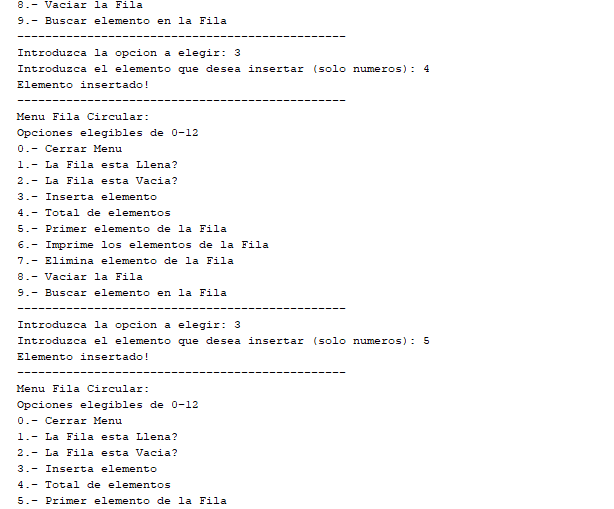 8.- Vaciar la Fila
9.- Buscar elemento en la Fila
-----------------------------------------------
Introduzca la opcion a elegir: 3
Introduzca el elemento que desea insertar (solo numeros): 4
Elemento insertado!
-----------------------------------------------
Menu Fila Circular:
Opciones elegibles de 0-12
0.- Cerrar Menu
1.- La Fila esta Llena?
2.- La Fila esta Vacia?
3.- Inserta elemento
4.- Total de elementos
5.- Primer elemento de la Fila
6.- Imprime los elementos de la Fila
7.- Elimina elemento de la Fila
8.- Vaciar la Fila
9.- Buscar elemento en la Fila
-----------------------------------------------
Introduzca la opcion a elegir: 3
Introduzca el elemento que desea insertar (solo numeros): 5
Elemento insertado!
-----------------------------------------------
Menu Fila Circular:
Opciones elegibles de 0-12
0.- Cerrar Menu
1.- La Fila esta Llena?
2.- La Fila esta Vacia?
3.- Inserta elemento
4.- Total de elementos
5.- Primer elemento de la Fila